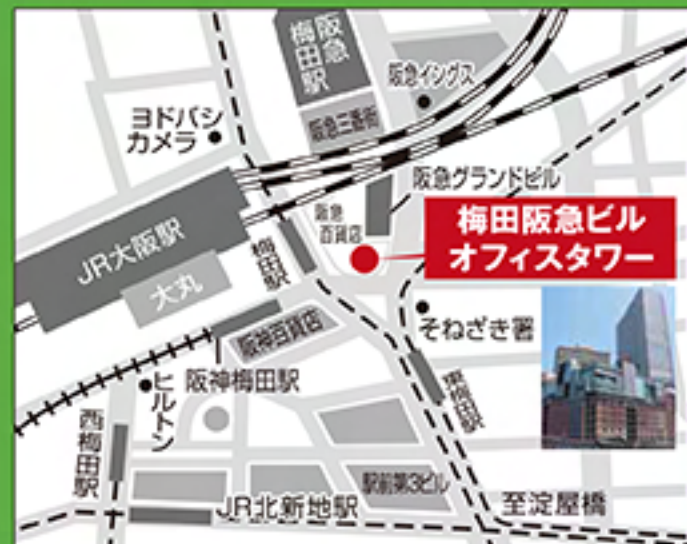 阪急
梅田駅
阪急イングス
ヨドバシ
カメラ
阪急三番街
阪急グランドビル
阪急
百貨店
梅田阪急ビル
オフィスタワー
JR大阪駅
梅田駅
大丸
そねざき署
阪神百貨店
阪神梅田駅
ヒルトン
東梅田駅
西梅田駅
駅前第3ビル
JR北新地駅
至淀屋橋